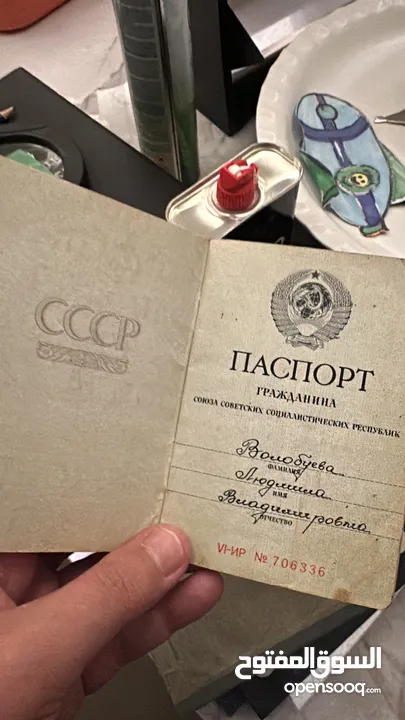 СССР
ПАСПОРТ
ГРАЖДАНИНА
СОЮЗА СОВЕТСКИХ СОЦИАЛИСТИЧЕСКИХ РЕСПУБЛИК
Волобуева
ФАМИЛИЯ
Людмила
ИМЯ
Владимировна
ОТЧЕСТВО
VI-ИР № 706336
السوق المفتوح
opensooq.com